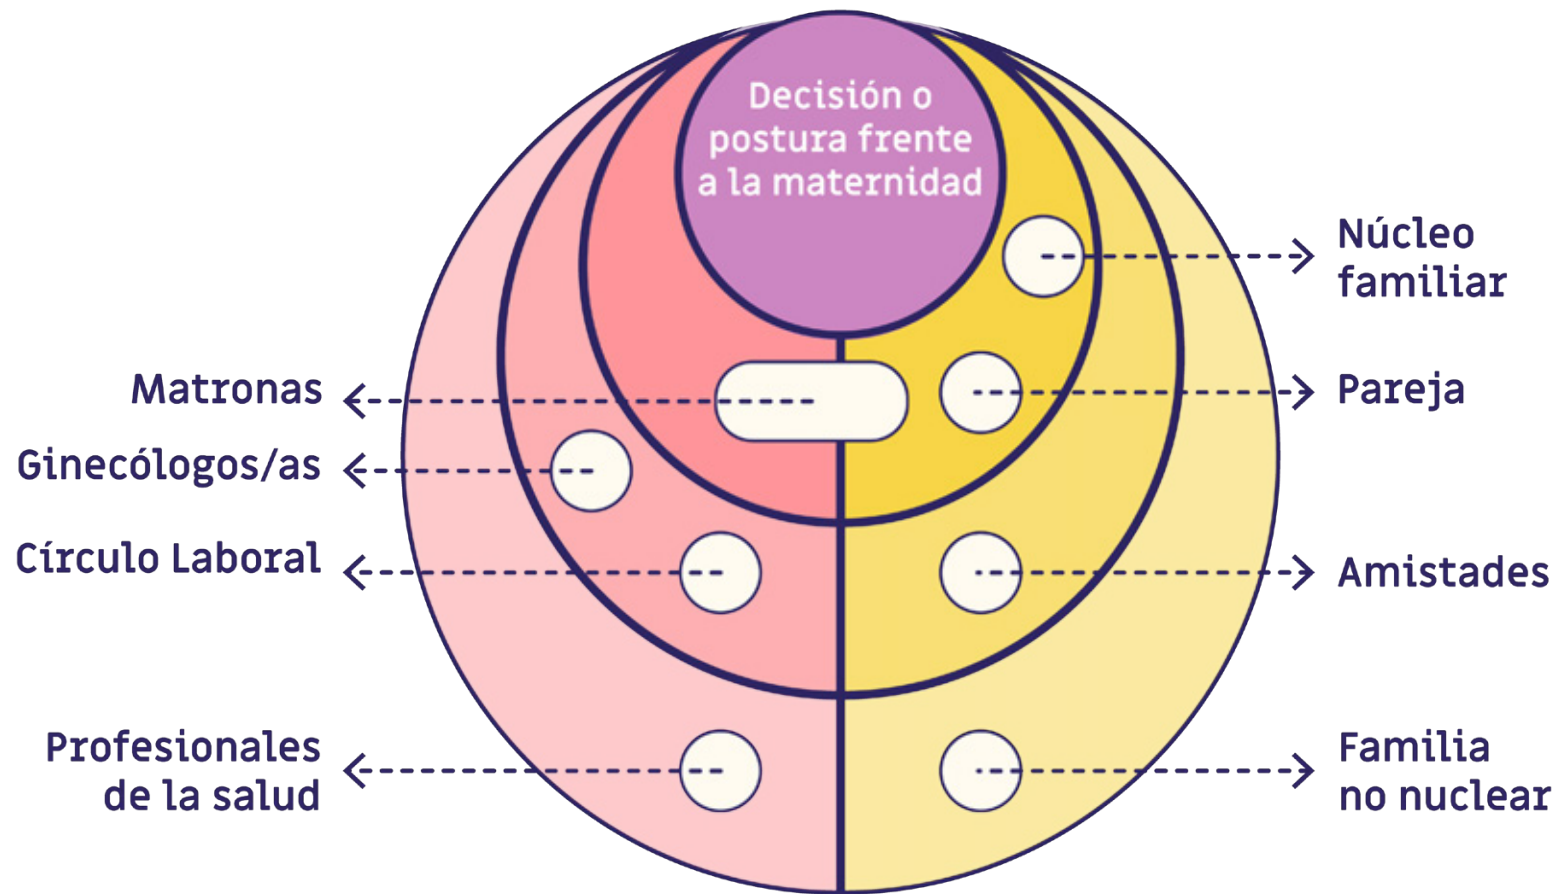 Decisión o
postura frente
a la maternidad
Núcleo
familiar
Matronas
Pareja
Ginecólogos/as
Círculo Laboral
Amistades
Profesionales
de la salud
Familia
no nuclear